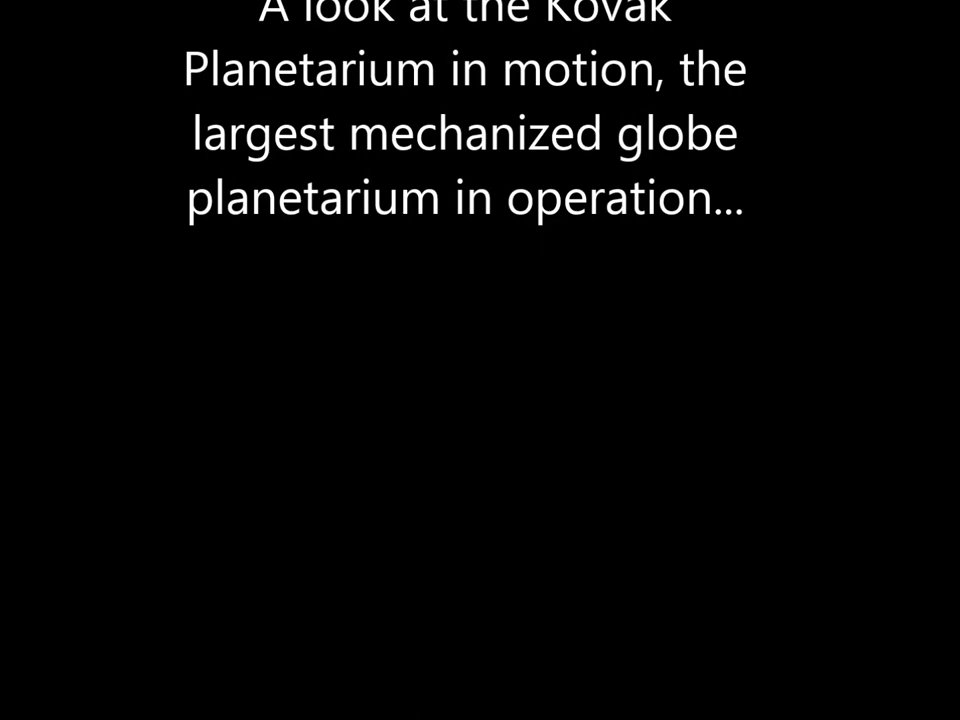 A look at the Kovak
Planetarium in motion, the
largest mechanized globe
planetarium in operation...